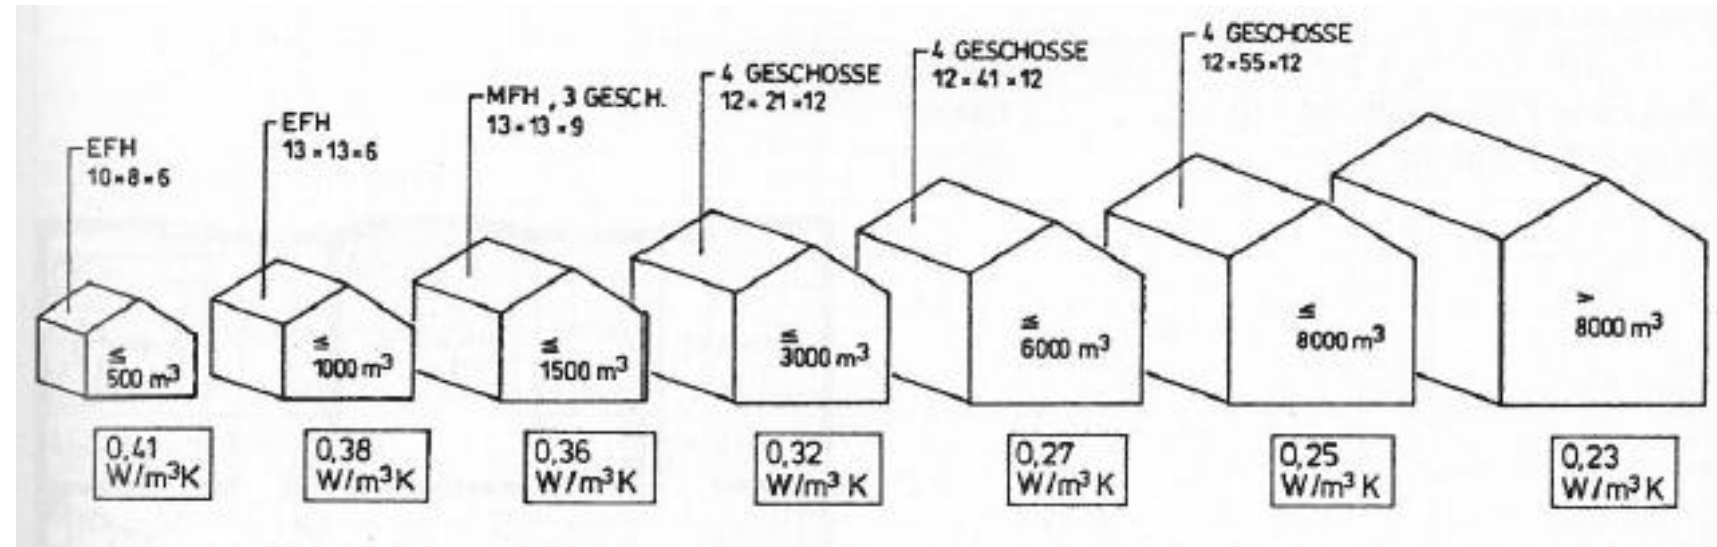 EFH
10×8×6
≦
500 m³
0,41
W/m³K
EFH
13×13×6
≦
1000 m³
0,38
W/m³K
MFH, 3 GESCH.
13×13×9
≦
1500 m³
0,36
W/m³K
4 GESCHOSSE
12×21×12
≦
3000 m³
0,32
W/m³K
4 GESCHOSSE
12×41×12
≦
6000 m³
0,27
W/m³K
4 GESCHOSSE
12×55×12
≦
8000 m³
0,25
W/m³K
>
8000 m³
0,23
W/m³K